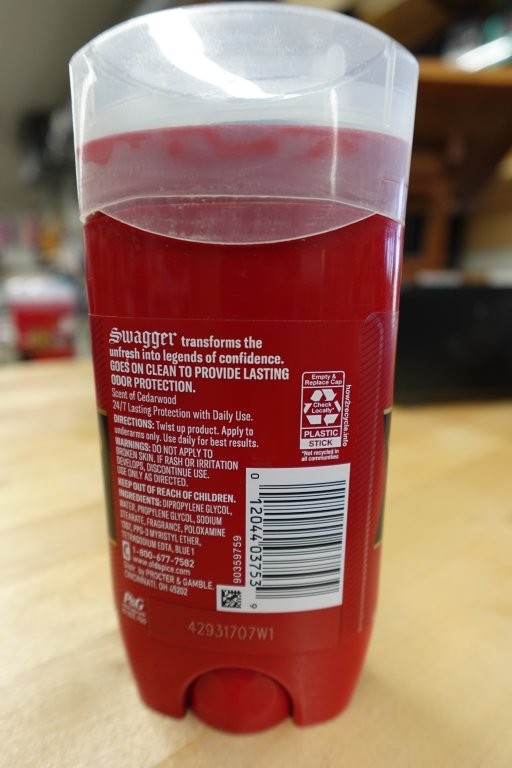 Swagger transforms the
unfresh into legends of confidence.
GOES ON CLEAN TO PROVIDE LASTING
ODOR PROTECTION.
Scent of Cedarwood
24/7 Lasting Protection with Daily Use.
DIRECTIONS: Twist up product. Apply to
underarms only. Use daily for best results.
WARNINGS: DO NOT APPLY TO
BROKEN SKIN. IF RASH OR IRRITATION
DEVELOPS, DISCONTINUE USE.
USE ONLY AS DIRECTED.
KEEP OUT OF REACH OF CHILDREN.
INGREDIENTS: DIPROPYLENE GLYCOL,
WATER, PROPYLENE GLYCOL, SODIUM
STEARATE, FRAGRANCE, POLOXAMINE
1307, PPG-3 MYRISTYL ETHER,
TETRASODIUM EDTA, BLUE 1
1-800-677-7582
www.oldspice.com
Distr. by PROCTER & GAMBLE,
CINCINNATI, OH 45202
P&G
Empty &
Replace Cap
Check
Locally*
PLASTIC
STICK
*Not recycled in
all communities
how2recycle.info
90359759
0 12044 03753 9
42931707W1